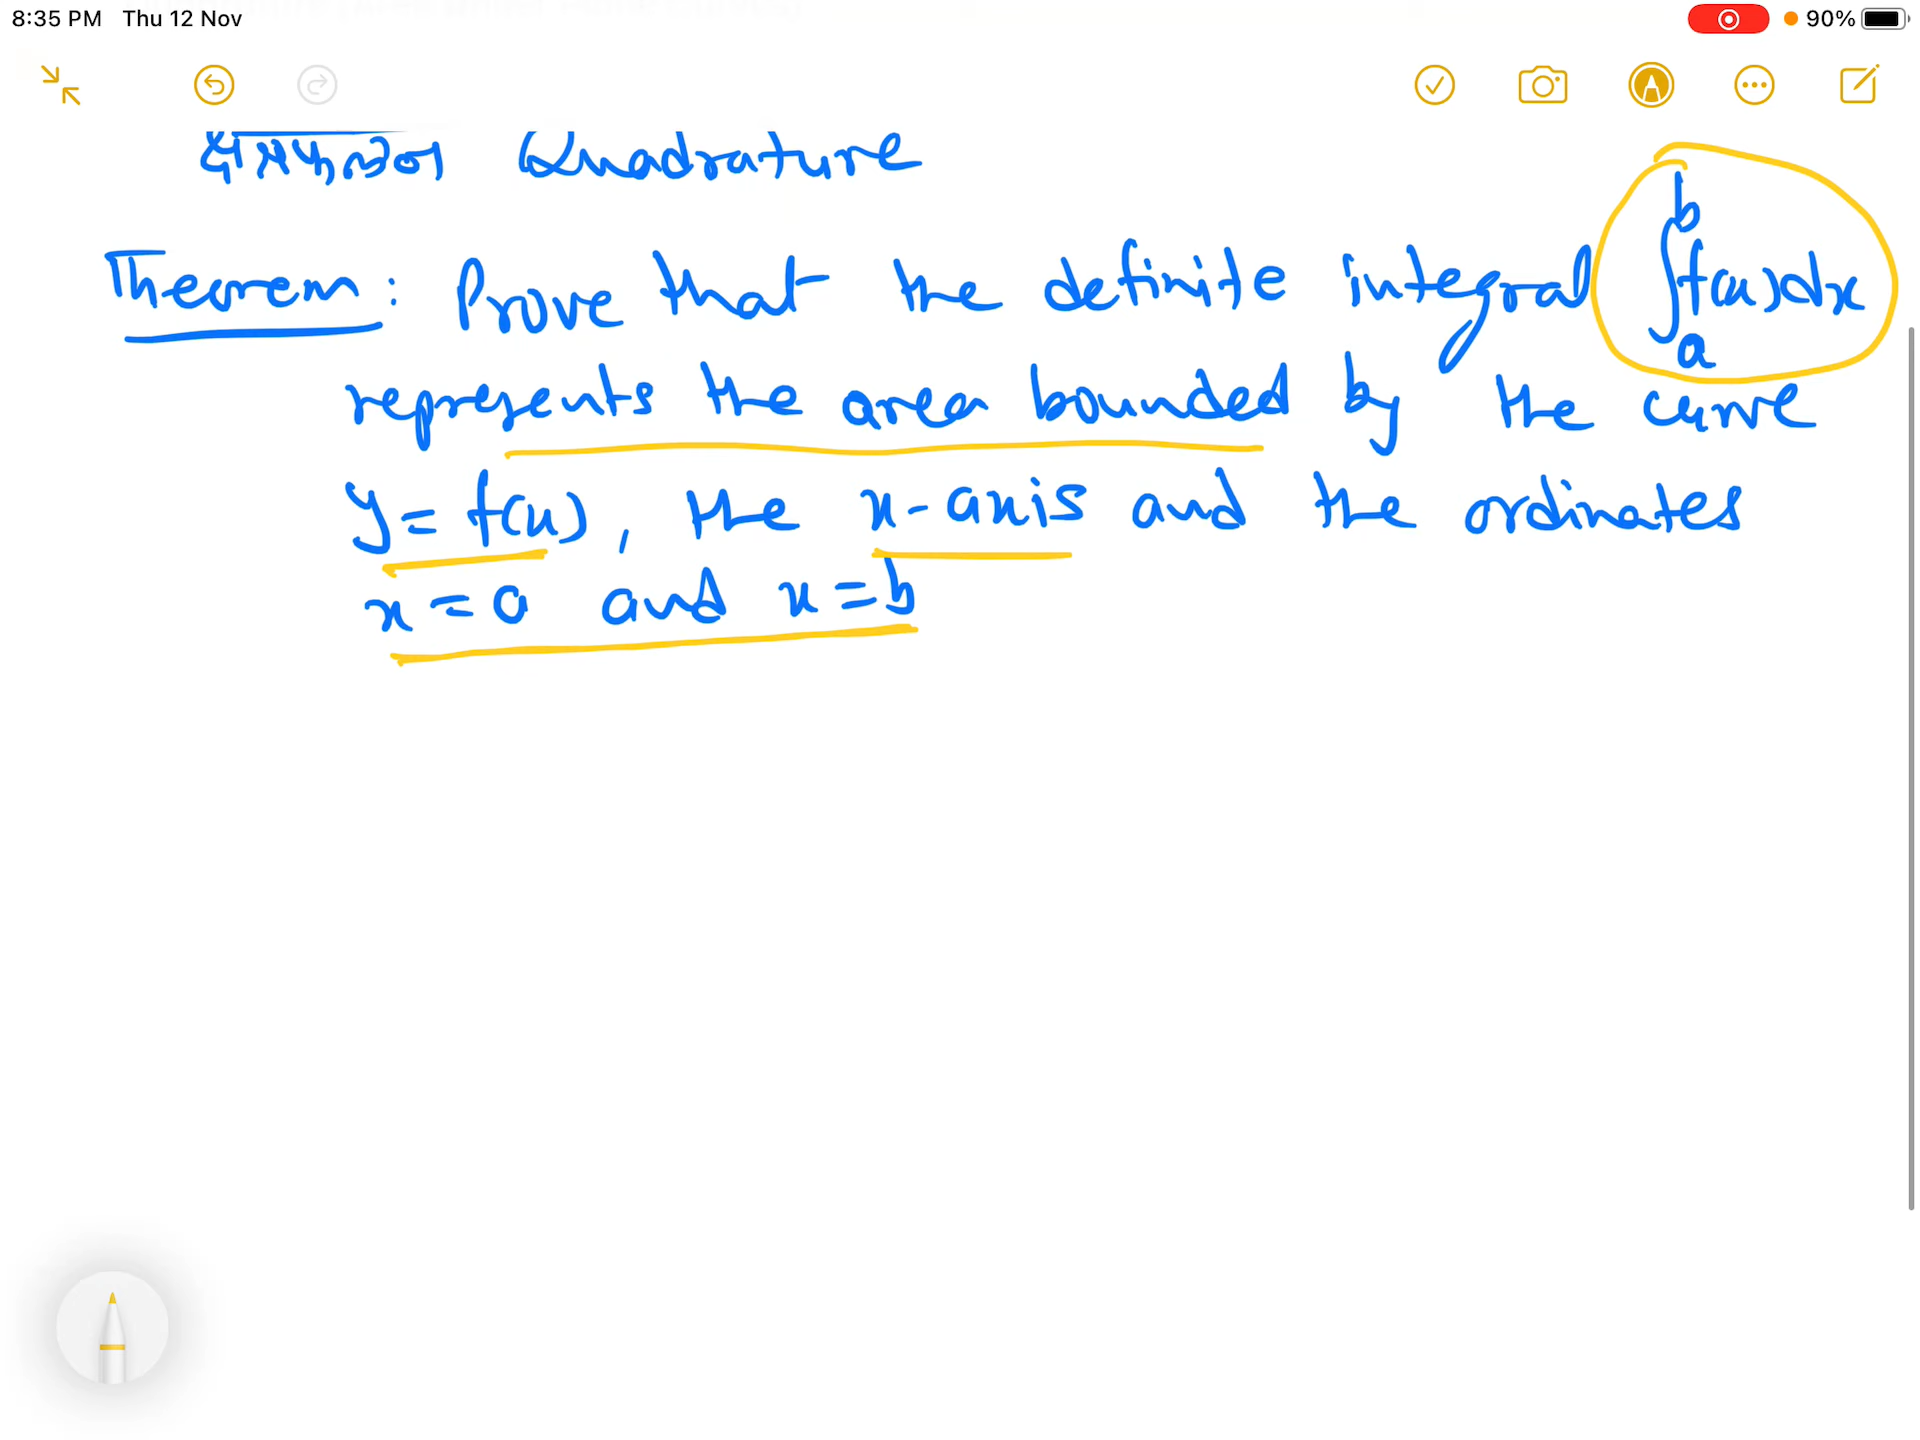 8:35 PM Thu 12 Nov 90%
Quadrature
Theorem: Prove that the definite integral ∫ₐᵇ f(x)dx
represents the area bounded by the curve
y = f(x), the x-axis and the ordinates
x = a and x = b